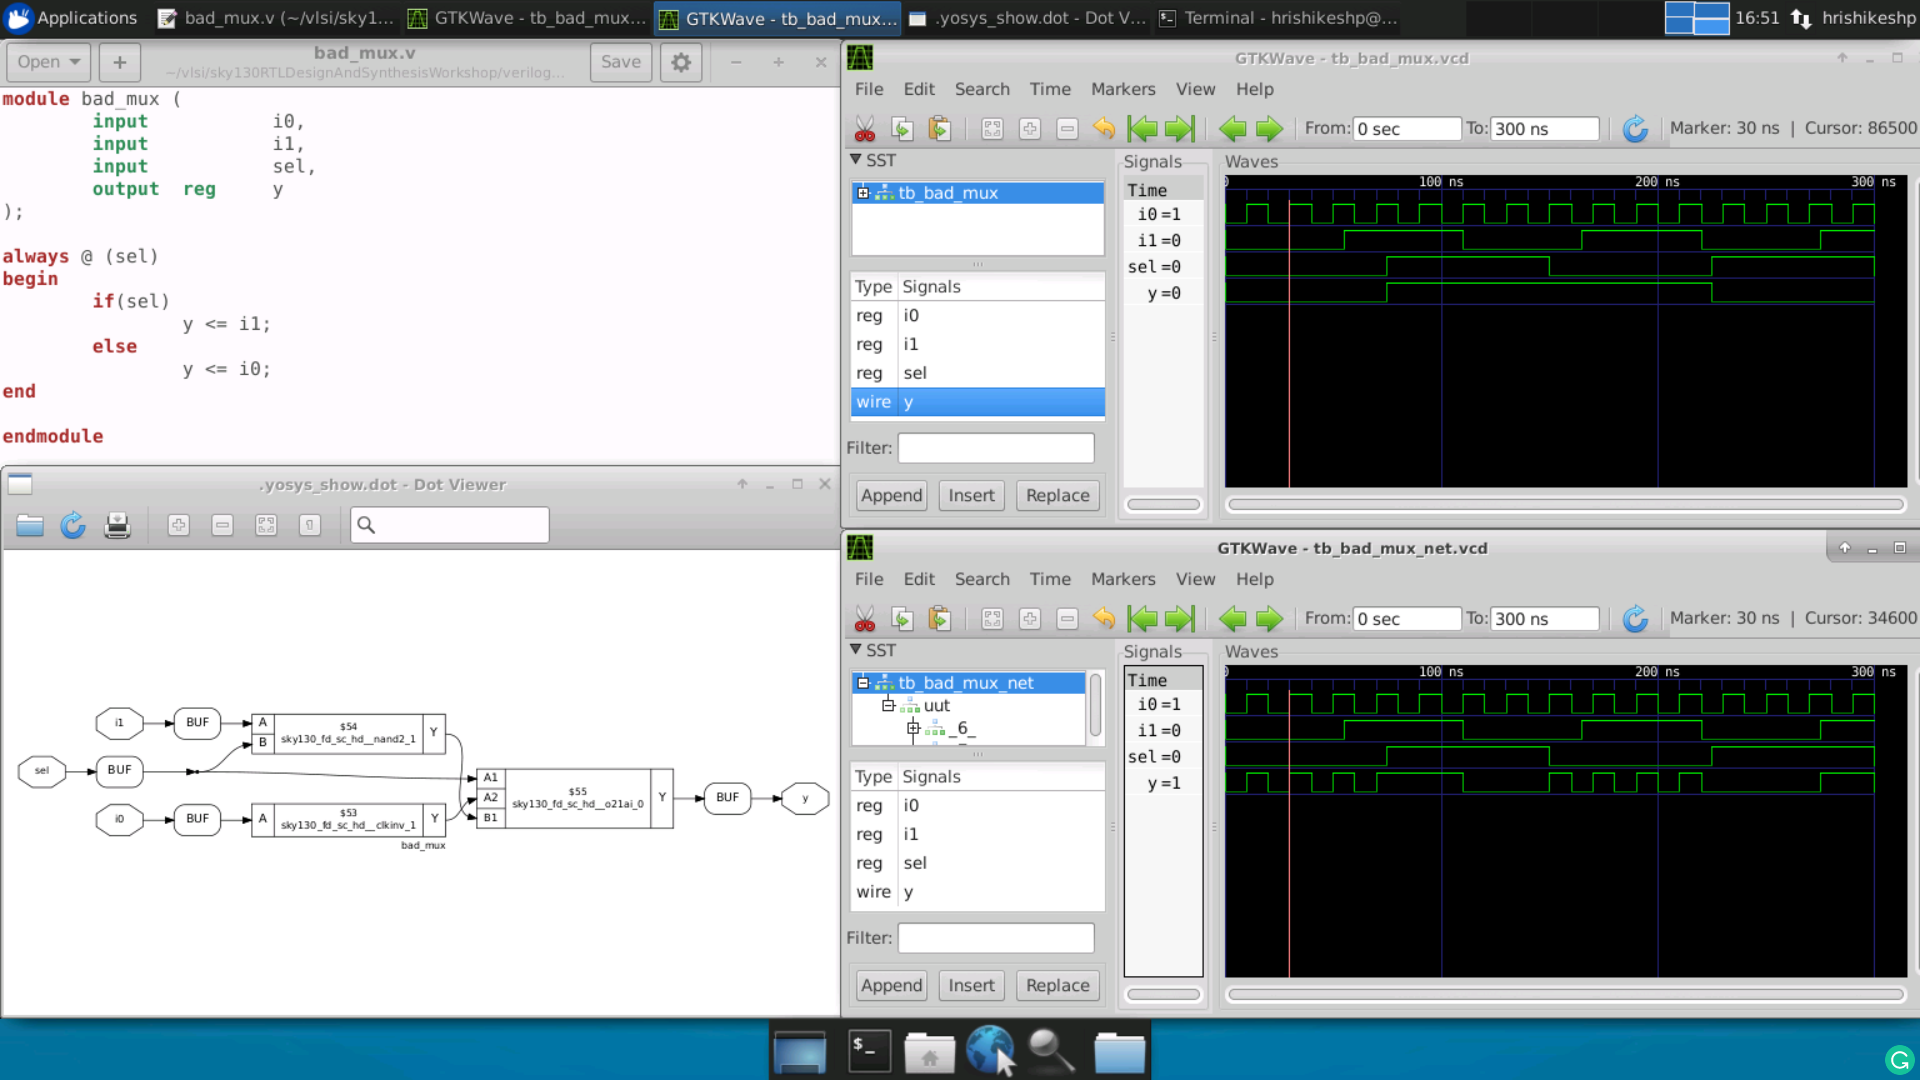 Applications
bad_mux.v (~/vlsi/sky1...
GTKWave - tb_bad_mux...
GTKWave - tb_bad_mux...
.yosys_show.dot - Dot V...
Terminal - hrishikeshp@...
16:51
hrishikeshp
Open
bad_mux.v
~/vlsi/sky130RTLDesignAndSynthesisWorkshop/verilog...
Save
module bad_mux (
input i0,
input i1,
input sel,
output reg y
);
always @ (sel)
begin
if(sel)
y <= i1;
else
y <= i0;
end
endmodule
.yosys_show.dot - Dot Viewer
i1
BUF
A
B
$54
sky130_fd_sc_hd__nand2_1
Y
sel
BUF
i0
BUF
A
$53
sky130_fd_sc_hd__clkinv_1
Y
A1
A2
B1
$55
sky130_fd_sc_hd__o21ai_0
Y
BUF
y
bad_mux
GTKWave - tb_bad_mux.vcd
File Edit Search Time Markers View Help
From: 0 sec To: 300 ns Marker: 30 ns | Cursor: 86500
SST
tb_bad_mux
Type Signals
reg i0
reg i1
reg sel
wire y
Filter:
Append Insert Replace
Signals
Time
i0=1
i1=0
sel=0
y=0
Waves
0 100 ns 200 ns 300 ns
GTKWave - tb_bad_mux_net.vcd
File Edit Search Time Markers View Help
From: 0 sec To: 300 ns Marker: 30 ns | Cursor: 34600
SST
tb_bad_mux_net
uut
_6_
Type Signals
reg i0
reg i1
reg sel
wire y
Filter:
Append Insert Replace
Signals
Time
i0=1
i1=0
sel=0
y=1
Waves
0 100 ns 200 ns 300 ns
$_
G